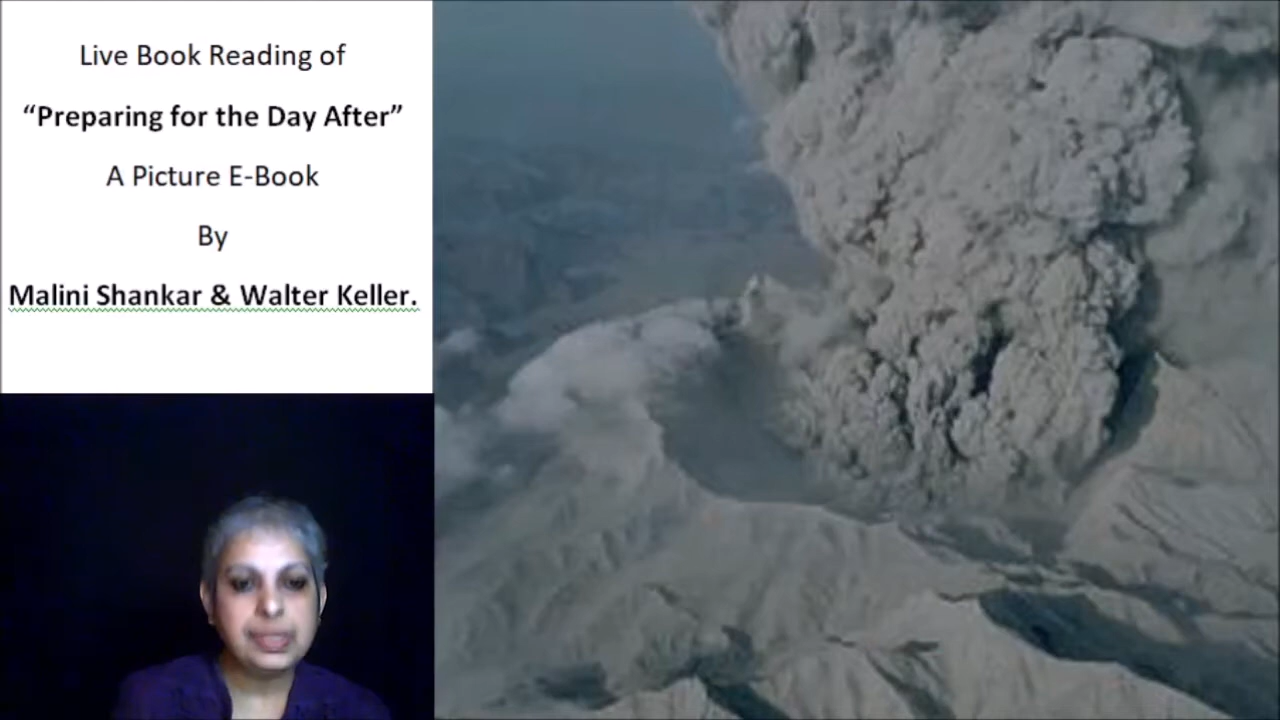 Live Book Reading of
“Preparing for the Day After”
A Picture E-Book
By
Malini Shankar & Walter Keller.